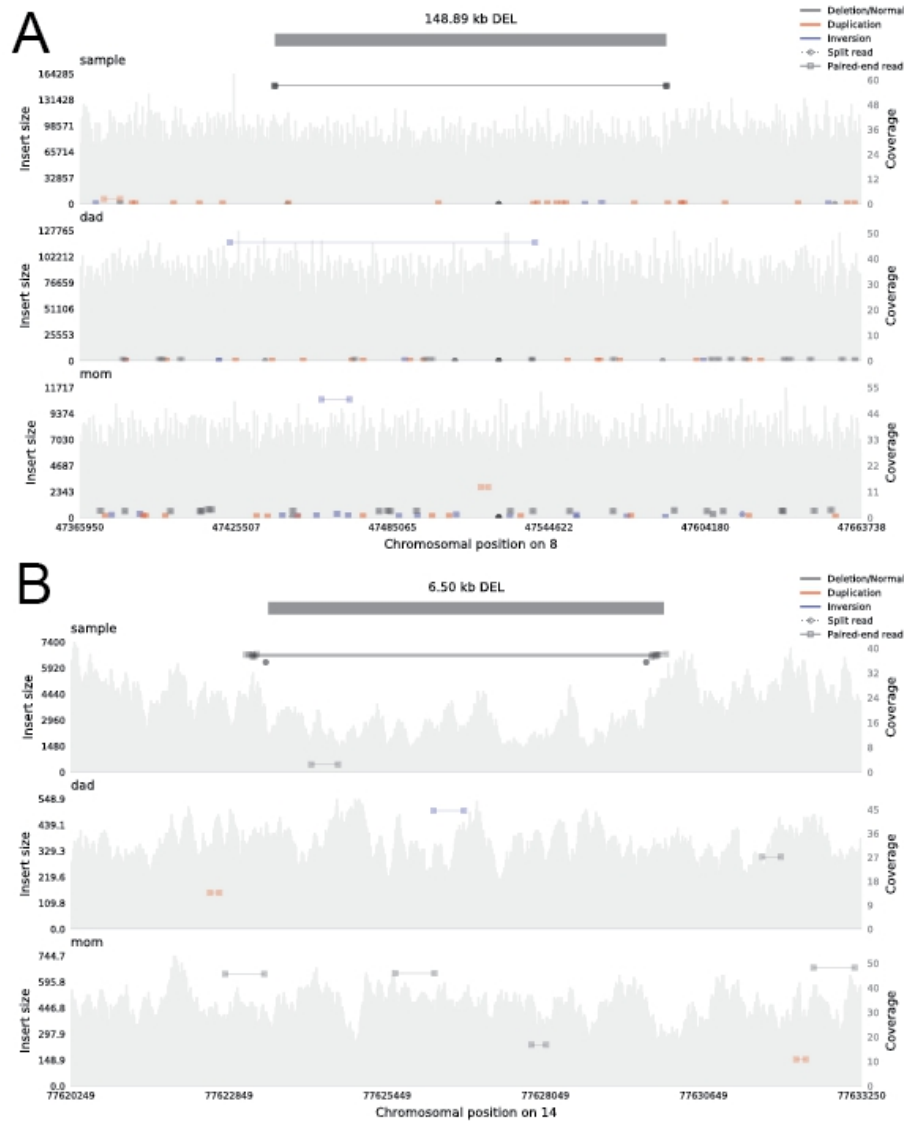 A
148.89 kb DEL
Deletion/Normal
Duplication
Inversion
Split read
Paired-end read
sample
Insert size
164285
131428
98571
65714
32857
0
60
48
36
24
12
0
Coverage
dad
Insert size
127765
102212
76659
51106
25553
0
50
40
30
20
10
0
Coverage
mom
Insert size
11717
9374
7030
4687
2343
0
55
44
33
22
11
0
Coverage
47365950 47425507 47485065 47544622 47604180 47663738
Chromosomal position on 8
B
6.50 kb DEL
Deletion/Normal
Duplication
Inversion
Split read
Paired-end read
sample
Insert size
7400
5920
4440
2960
1480
0
40
32
24
16
8
0
Coverage
dad
Insert size
548.9
439.1
329.3
219.6
109.8
0.0
45
36
27
18
9
0
Coverage
mom
Insert size
744.7
595.8
446.8
297.9
148.9
0.0
50
40
30
20
10
0
Coverage
77620249 77622849 77625449 77628049 77630649 77633250
Chromosomal position on 14